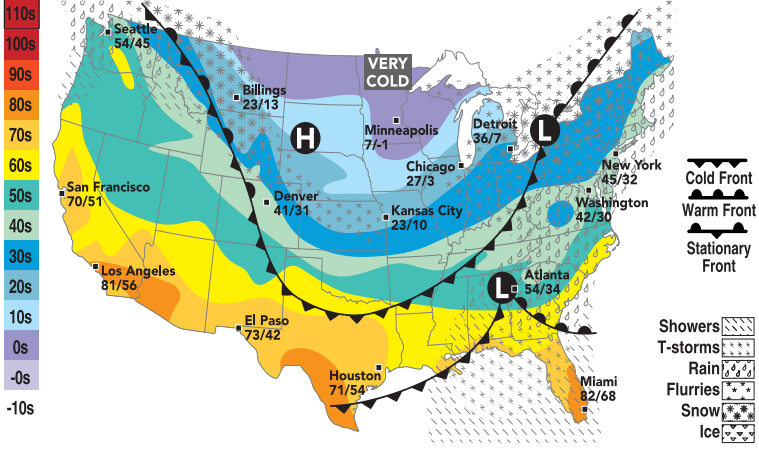 110s
100s
90s
80s
70s
60s
50s
40s
30s
20s
10s
0s
-0s
-10s
Seattle
54/45
Billings
23/13
VERY
COLD
Minneapolis
7/-1
H
Detroit
36/7
L
Chicago
27/3
New York
45/32
Washington
42/30
San Francisco
70/51
Denver
41/31
Kansas City
23/10
Los Angeles
81/56
L
Atlanta
54/34
El Paso
73/42
Houston
71/54
Miami
82/68
Cold Front
Warm Front
Stationary
Front
Showers
T-storms
Rain
Flurries
Snow
Ice